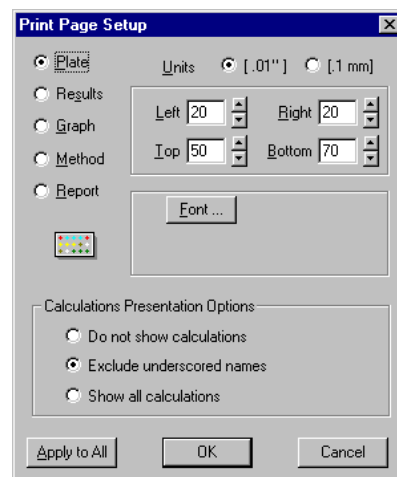 Print Page Setup
Plate Units [.01"] [.1 mm]
Results
Left 20 Right 20
Graph
Top 50 Bottom 70
Method
Report
Font ...
Calculations Presentation Options
Do not show calculations
Exclude underscored names
Show all calculations
Apply to All OK Cancel